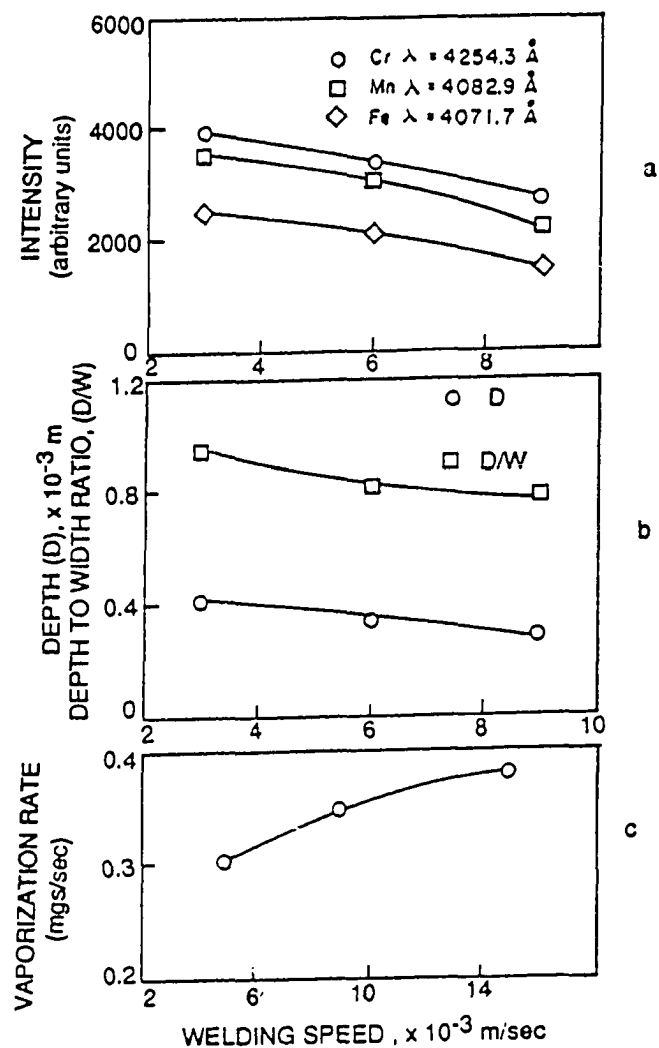 6000
4000
2000
0
INTENSITY
(arbitrary units)
Cr λ = 4254.3 Å
Mn λ = 4082.9 Å
Fe λ = 4071.7 Å
a
2 4 6 8
1.2
0.8
0.4
0
DEPTH (D), x 10⁻³ m
DEPTH TO WIDTH RATIO, (D/W)
D
D/W
b
2 4 6 8 10
0.4
0.3
0.2
VAPORIZATION RATE
(mgs/sec)
c
2 6 10 14
WELDING SPEED , x 10⁻³ m/sec